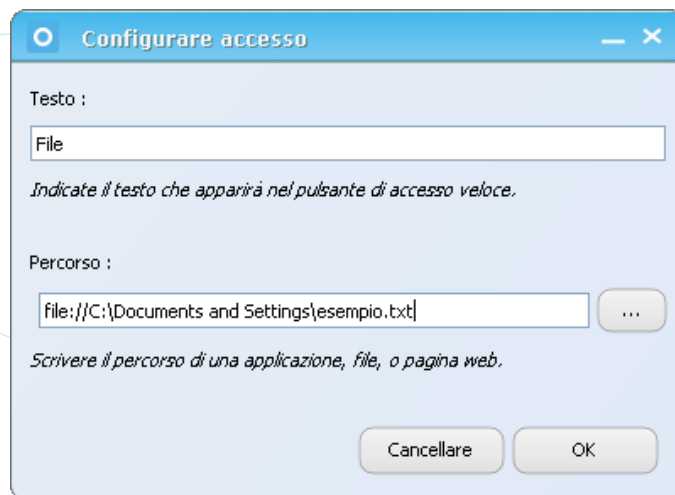 Configurare accesso
Testo :
File
Indicate il testo che apparirà nel pulsante di accesso veloce.
Percorso :
file://C:\Documents and Settings\esempio.txt
...
Scrivere il percorso di una applicazione, file, o pagina web.
Cancellare OK